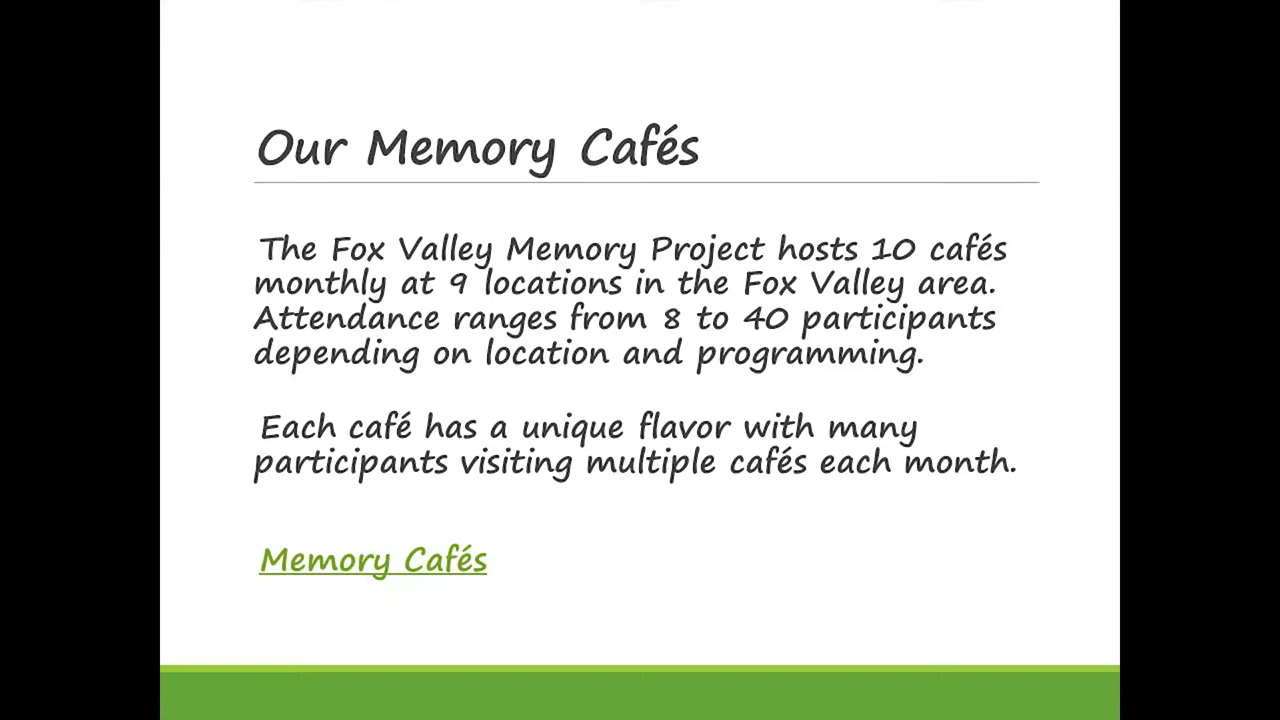 Our Memory Cafés
The Fox Valley Memory Project hosts 10 cafés
monthly at 9 locations in the Fox Valley area.
Attendance ranges from 8 to 40 participants
depending on location and programming.
Each café has a unique flavor with many
participants visiting multiple cafés each month.
Memory Cafés